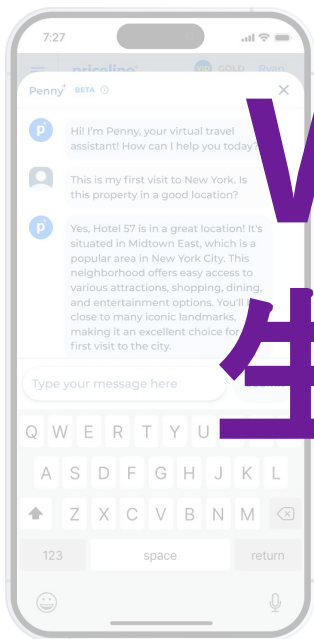 7:27
priceline
VIP GOLD Ryan
Penny BETA
Hi! I'm Penny, your virtual travel
assistant! How can I help you today?
This is my first visit to New York. Is
this property in a good location?
Yes, Hotel 57 is in a great location! It's
situated in Midtown East, which is a
popular area in New York City. This
neighborhood offers easy access to
various attractions, shopping, dining,
and entertainment options. You'll
close to many iconic landmarks,
making it an excellent choice for
first visit to the city.
Type your message here
Q W E R T Y U
A S D F G H J K L
Z X C V B N M
123 space return
生